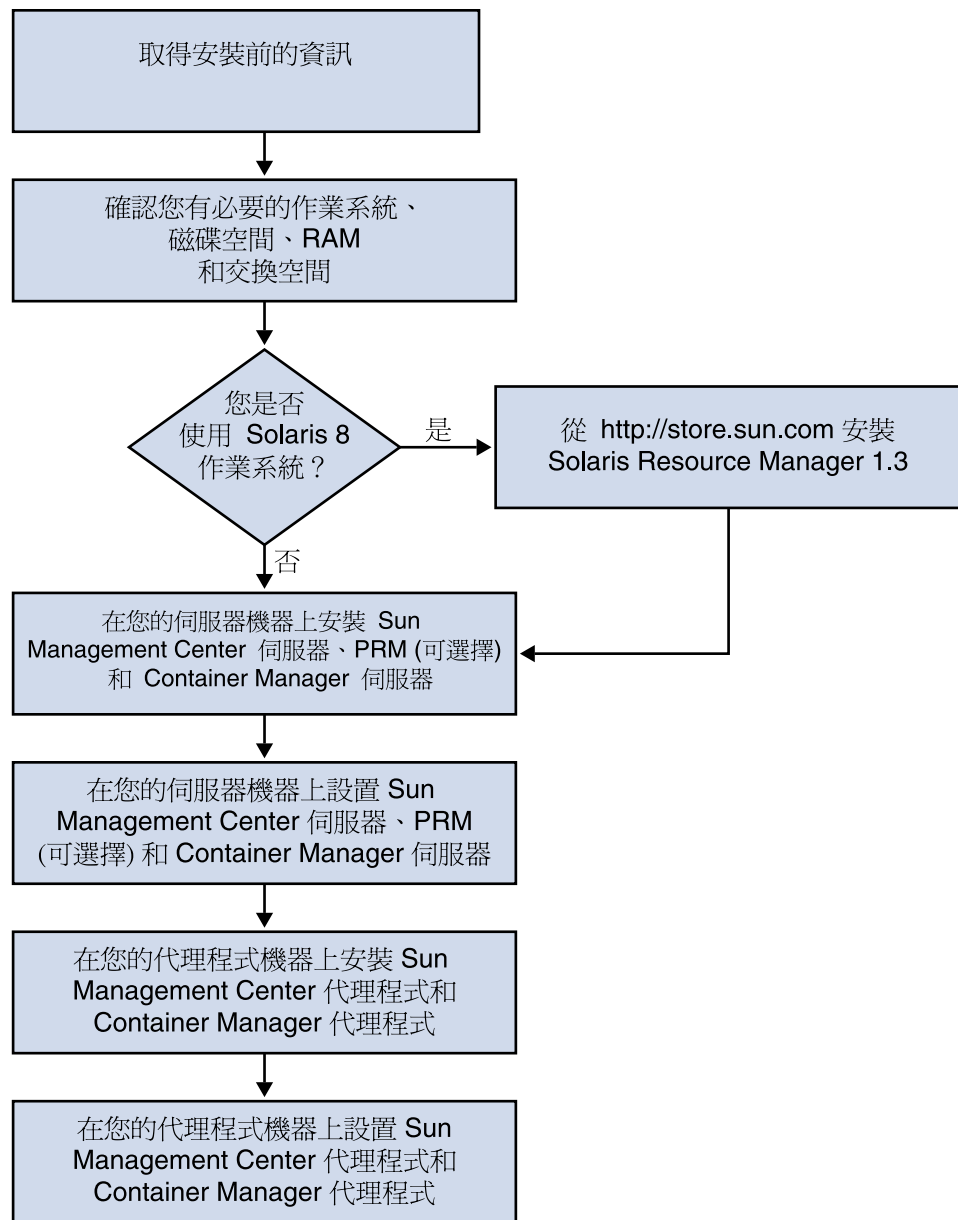 取得安裝前的資訊
確認您有必要的作業系統、
磁碟空間、RAM
和交換空間
您是否
使用 Solaris 8
作業系統？
是
從 http://store.sun.com 安裝
Solaris Resource Manager 1.3
否
在您的伺服器機器上安裝 Sun
Management Center 伺服器、PRM (可選擇)
和 Container Manager 伺服器
在您的伺服器機器上設置 Sun
Management Center 伺服器、PRM
(可選擇) 和 Container Manager 伺服器
在您的代理程式機器上安裝 Sun
Management Center 代理程式和
Container Manager 代理程式
在您的代理程式機器上設置 Sun
Management Center 代理程式和
Container Manager 代理程式